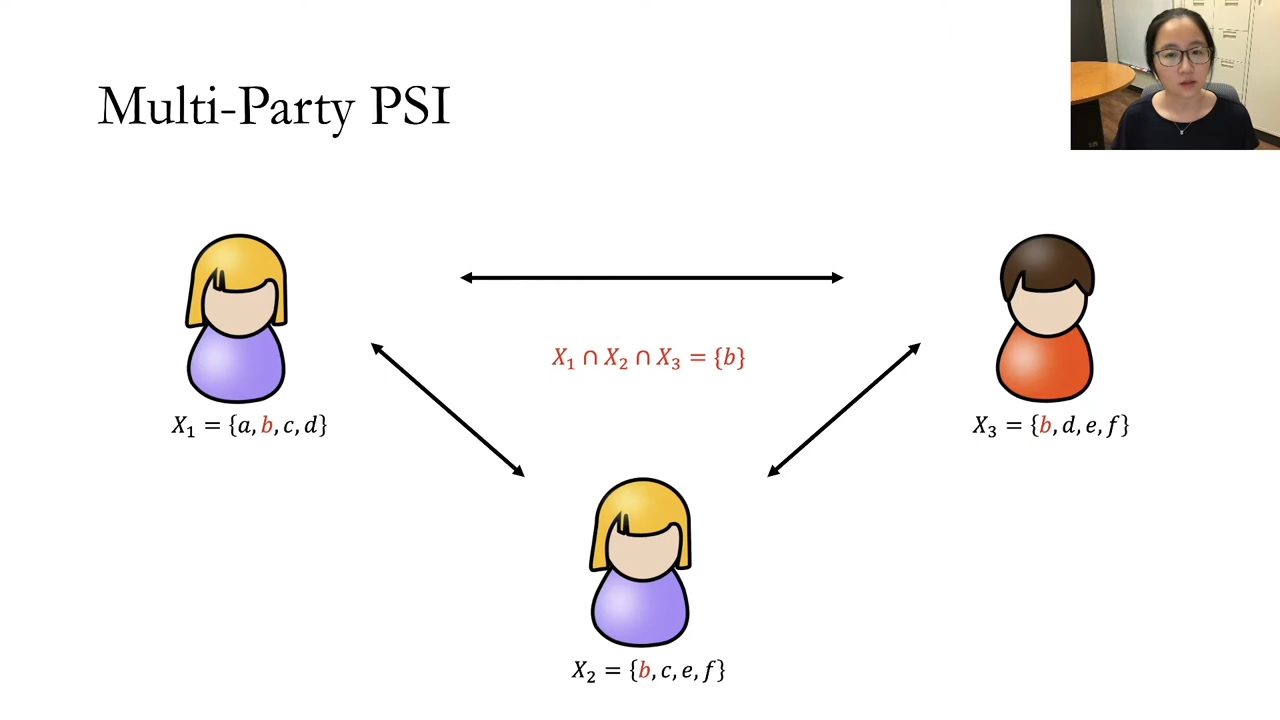 Multi-Party PSI
X₁ ∩ X₂ ∩ X₃ = {b}
X₁ = {a, b, c, d}
X₃ = {b, d, e, f}
X₂ = {b, c, e, f}